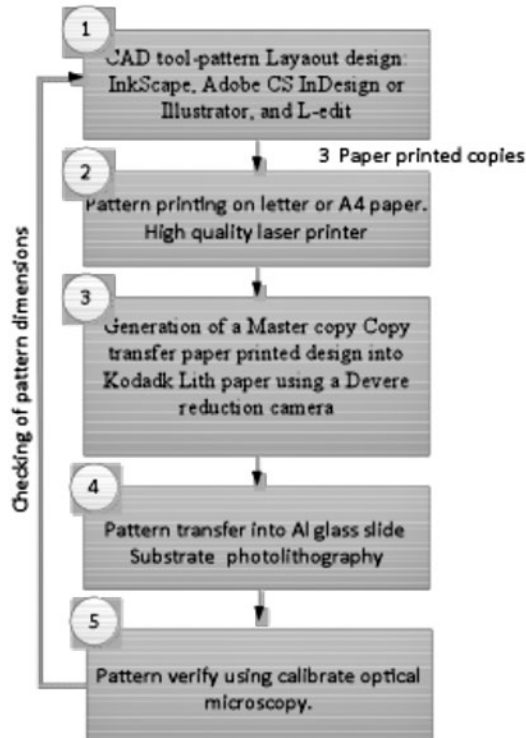 1
CAD tool-pattern Layaout design:
InkScape, Adobe CS InDesign or
Illustrator, and L-edit
3 Paper printed copies
2
Pattern printing on letter or A4 paper.
High quality laser printer
3
Generation of a Master copy Copy
transfer paper printed design into
Kodadk Lith paper using a Devere
reduction camera
4
Pattern transfer into Al glass slide
Substrate photolithography
5
Pattern verify using calibrate optical
microscopy.
Checking of pattern dimensions